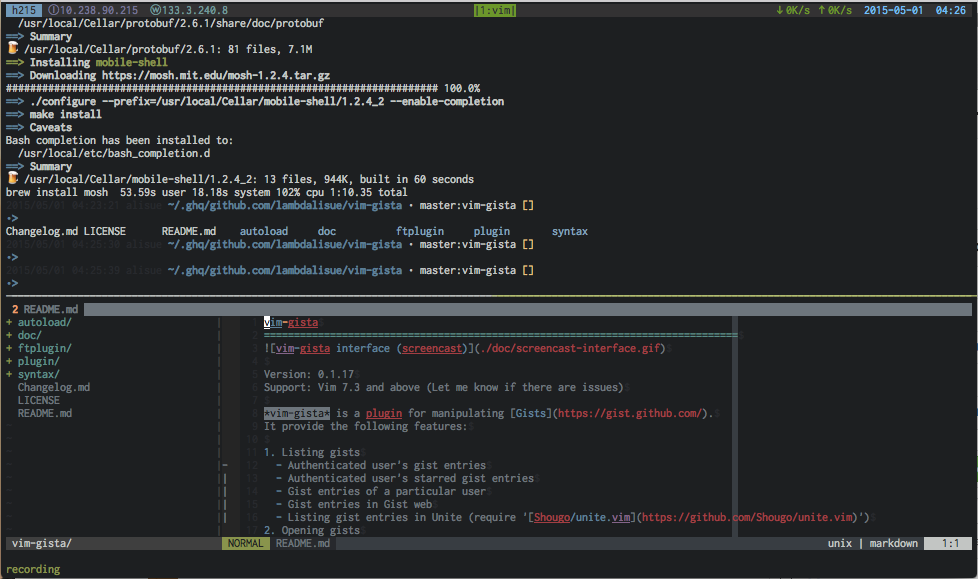 h215 ⓘ10.238.90.215 ⓦ133.3.240.8 |1:vim| ↓0K/s ↑0K/s 2015-05-01 04:26
/usr/local/Cellar/protobuf/2.6.1/share/doc/protobuf
==> Summary
🍺 /usr/local/Cellar/protobuf/2.6.1: 81 files, 7.1M
==> Installing mobile-shell
==> Downloading https://mosh.mit.edu/mosh-1.2.4.tar.gz
######################################################################## 100.0%
==> ./configure --prefix=/usr/local/Cellar/mobile-shell/1.2.4_2 --enable-completion
==> make install
==> Caveats
Bash completion has been installed to:
/usr/local/etc/bash_completion.d
==> Summary
🍺 /usr/local/Cellar/mobile-shell/1.2.4_2: 13 files, 944K, built in 60 seconds
brew install mosh 53.59s user 18.18s system 102% cpu 1:10.35 total
2015/05/01 04:23:21 alisue ~/.ghq/github.com/lambdalisue/vim-gista · master:vim-gista []
·>
Changelog.md LICENSE README.md autoload doc ftplugin plugin syntax
2015/05/01 04:25:30 alisue ~/.ghq/github.com/lambdalisue/vim-gista · master:vim-gista []
·>
2015/05/01 04:25:39 alisue ~/.ghq/github.com/lambdalisue/vim-gista · master:vim-gista []
·>
2 README.md
+ autoload/
+ doc/
+ ftplugin/
+ plugin/
+ syntax/
Changelog.md
LICENSE
README.md
1 vim-gista
2 ===============================================================================
3 ![vim-gista interface (screencast)](./doc/screencast-interface.gif)
4
5 Version: 0.1.17
6 Support: Vim 7.3 and above (Let me know if there are issues)
7
8 *vim-gista* is a plugin for manipulating [Gists](https://gist.github.com/).
9 It provide the following features:
10
11 1. Listing gists
12 - Authenticated user's gist entries
13 - Authenticated user's starred gist entries
14 - Gist entries of a particular user
15 - Gist entries in Gist web
16 - Listing gist entries in Unite (require '[Shougo/unite.vim](https://github.com/Shougo/unite.vim)')
17 2. Opening gists
vim-gista/ NORMAL README.md unix | markdown 1:1
recording